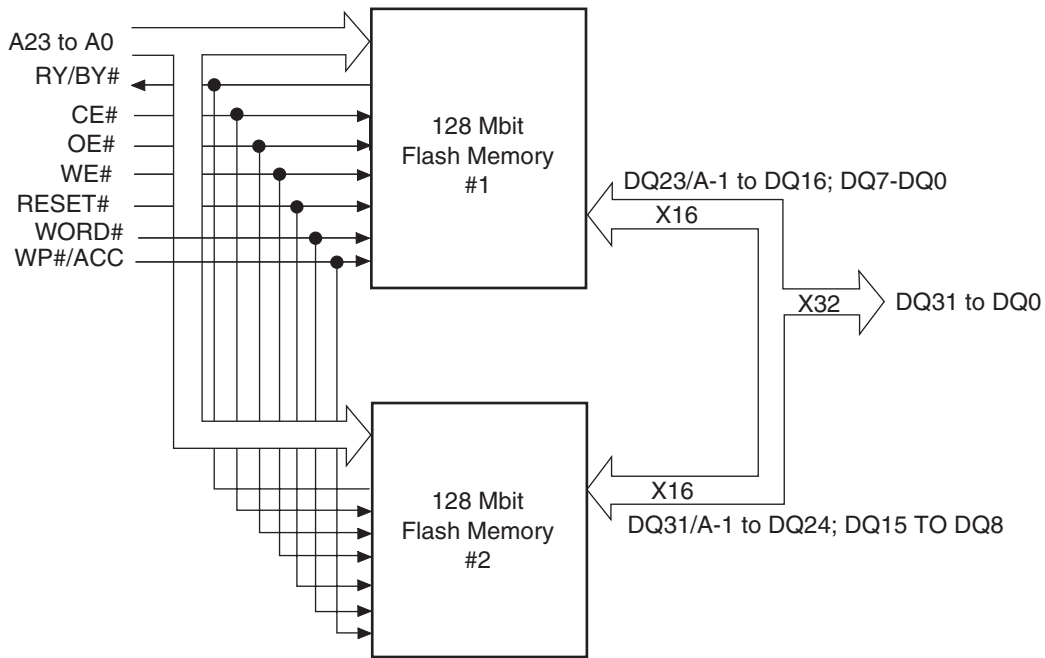 A23 to A0
RY/BY#
CE#
OE#
WE#
RESET#
WORD#
WP#/ACC
128 Mbit
Flash Memory
#1
DQ23/A-1 to DQ16; DQ7-DQ0
X16
X32
DQ31 to DQ0
128 Mbit
Flash Memory
#2
X16
DQ31/A-1 to DQ24; DQ15 TO DQ8